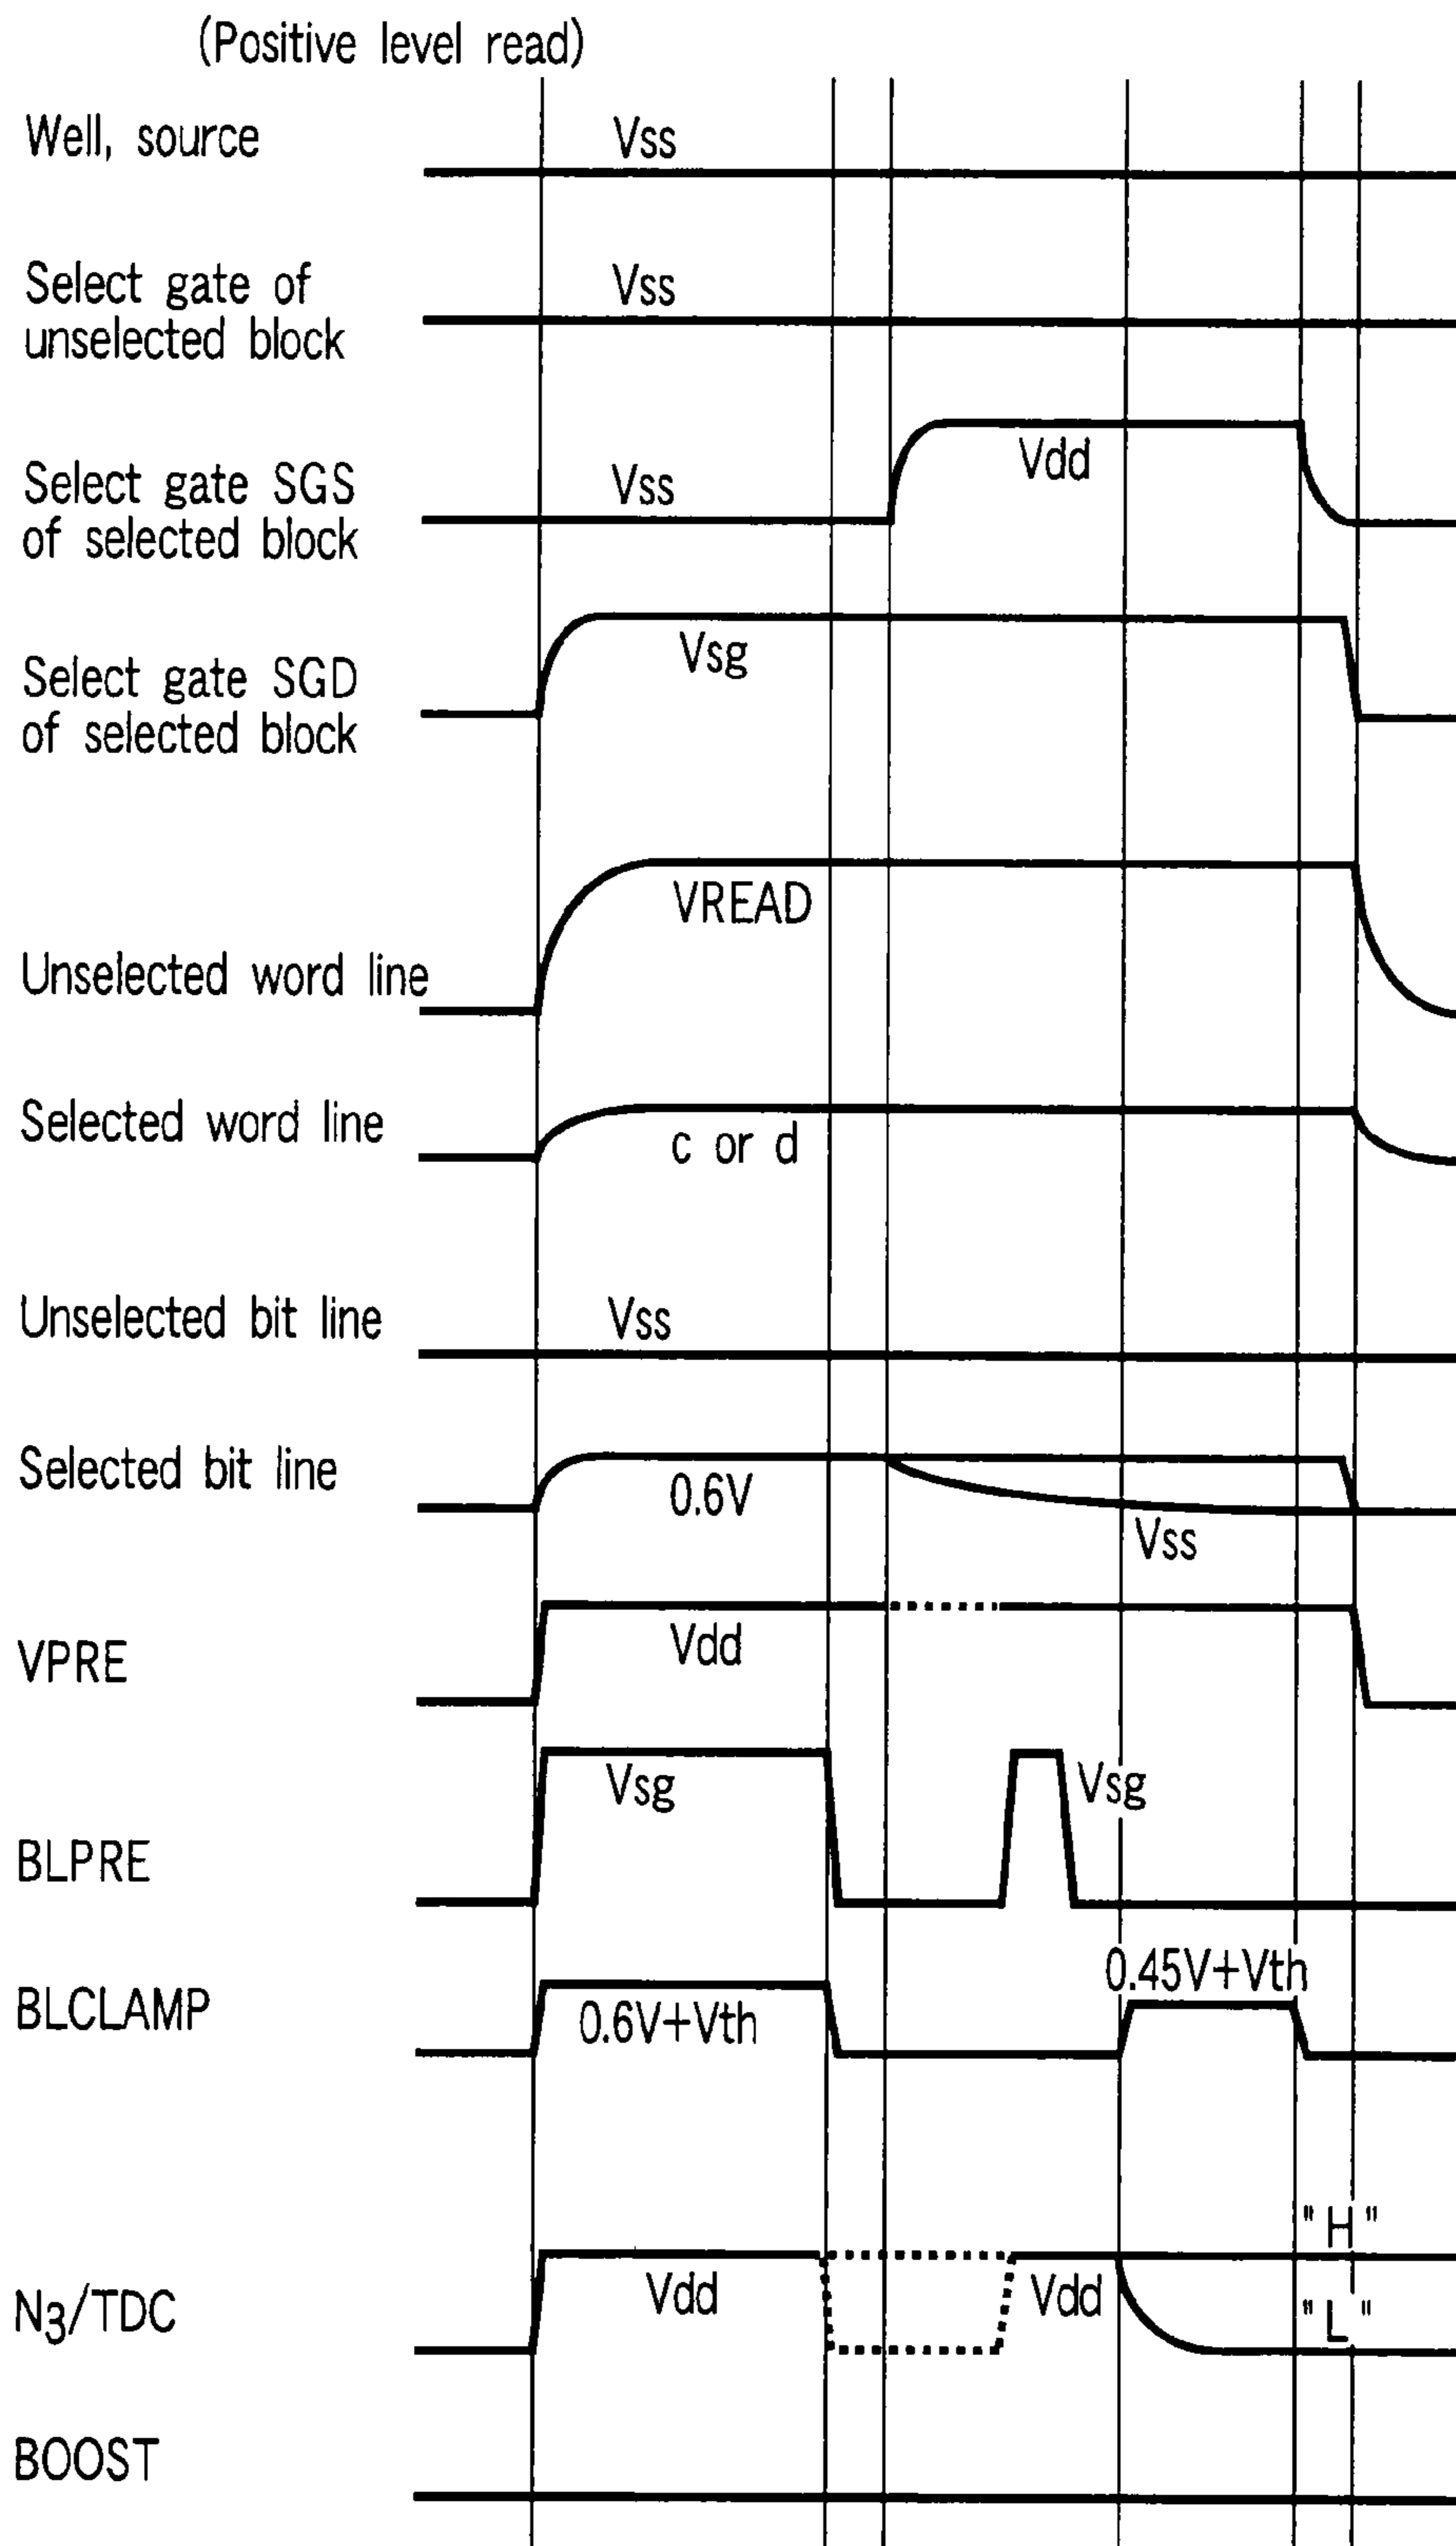 (Positive level read)
Well, source
Vss
Select gate of
unselected block
Vss
Select gate SGS
of selected block
Vss
Vdd
Select gate SGD
of selected block
Vsg
Unselected word line
VREAD
Selected word line
c or d
Unselected bit line
Vss
Selected bit line
0.6V
Vss
VPRE
Vdd
BLPRE
Vsg
Vsg
BLCLAMP
0.6V+Vth
0.45V+Vth
N3/TDC
Vdd
Vdd
"H"
"L"
BOOST